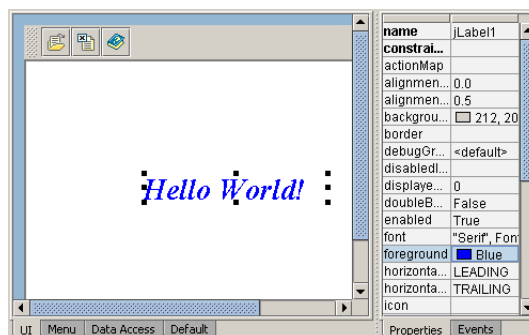 Hello World!
UI Menu Data Access Default
name jLabel1
constrai...
actionMap
alignmen... 0.0
alignmen... 0.5
backgrou... 212, 20
border
debugGr... <default>
disabledI...
displaye... 0
doubleB... False
enabled True
font "Serif", Fon
foreground Blue
horizonta... LEADING
horizonta... TRAILING
icon
Properties Events